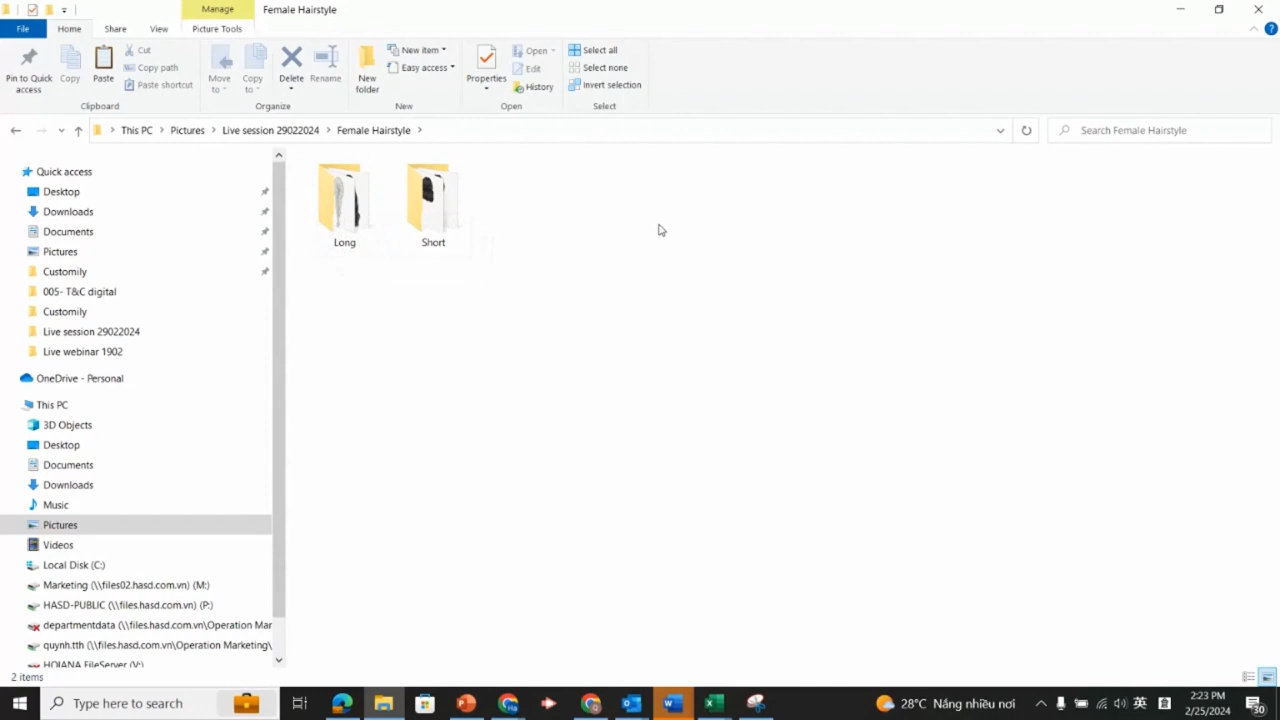 Manage
Female Hairstyle
File
Home
Share
View
Picture Tools
Pin to Quick access
Copy
Paste
Cut
Copy path
Paste shortcut
Clipboard
Move to
Copy to
Delete
Rename
Organize
New folder
New item
Easy access
New
Properties
Open
Edit
History
Open
Select all
Select none
Invert selection
Select
This PC > Pictures > Live session 29022024 > Female Hairstyle >
Search Female Hairstyle
Quick access
Desktop
Downloads
Documents
Pictures
Customily
005- T&C digital
Customily
Live session 29022024
Live webinar 1902
OneDrive - Personal
This PC
3D Objects
Desktop
Documents
Downloads
Music
Pictures
Videos
Local Disk (C:)
Marketing (\\files02.hasd.com.vn) (M:)
HASD-PUBLIC (\\files.hasd.com.vn) (P:)
departmentdata (\\files.hasd.com.vn\Operation Mar
quynh.tth (\\files.hasd.com.vn\Operation Marketing\
HOIANA FileServer (V:)
Long
Short
2 items
Type here to search
28°C Nắng nhiều nơi
英
2:23 PM
2/25/2024
30